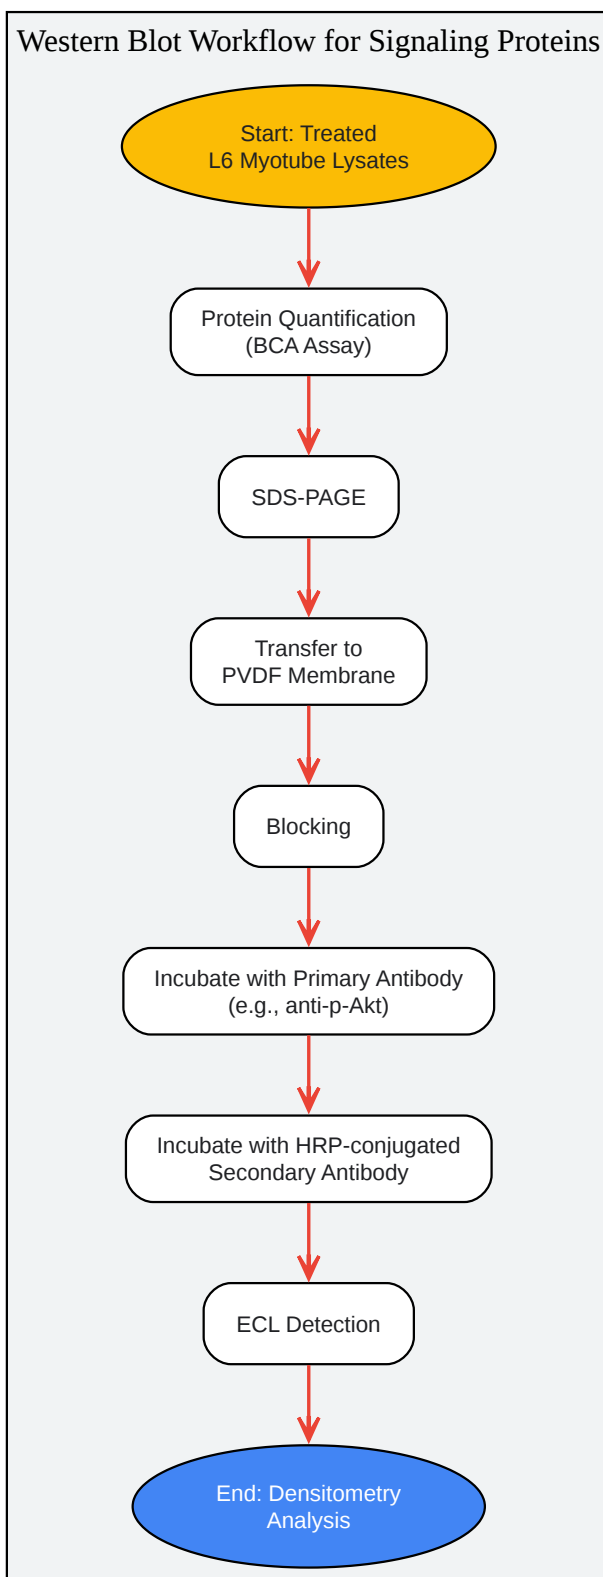 Western Blot Workflow for Signaling Proteins
Start: Treated
L6 Myotube Lysates
Protein Quantification
(BCA Assay)
SDS-PAGE
Transfer to
PVDF Membrane
Blocking
Incubate with Primary Antibody
(e.g., anti-p-Akt)
Incubate with HRP-conjugated
Secondary Antibody
ECL Detection
End: Densitometry
Analysis